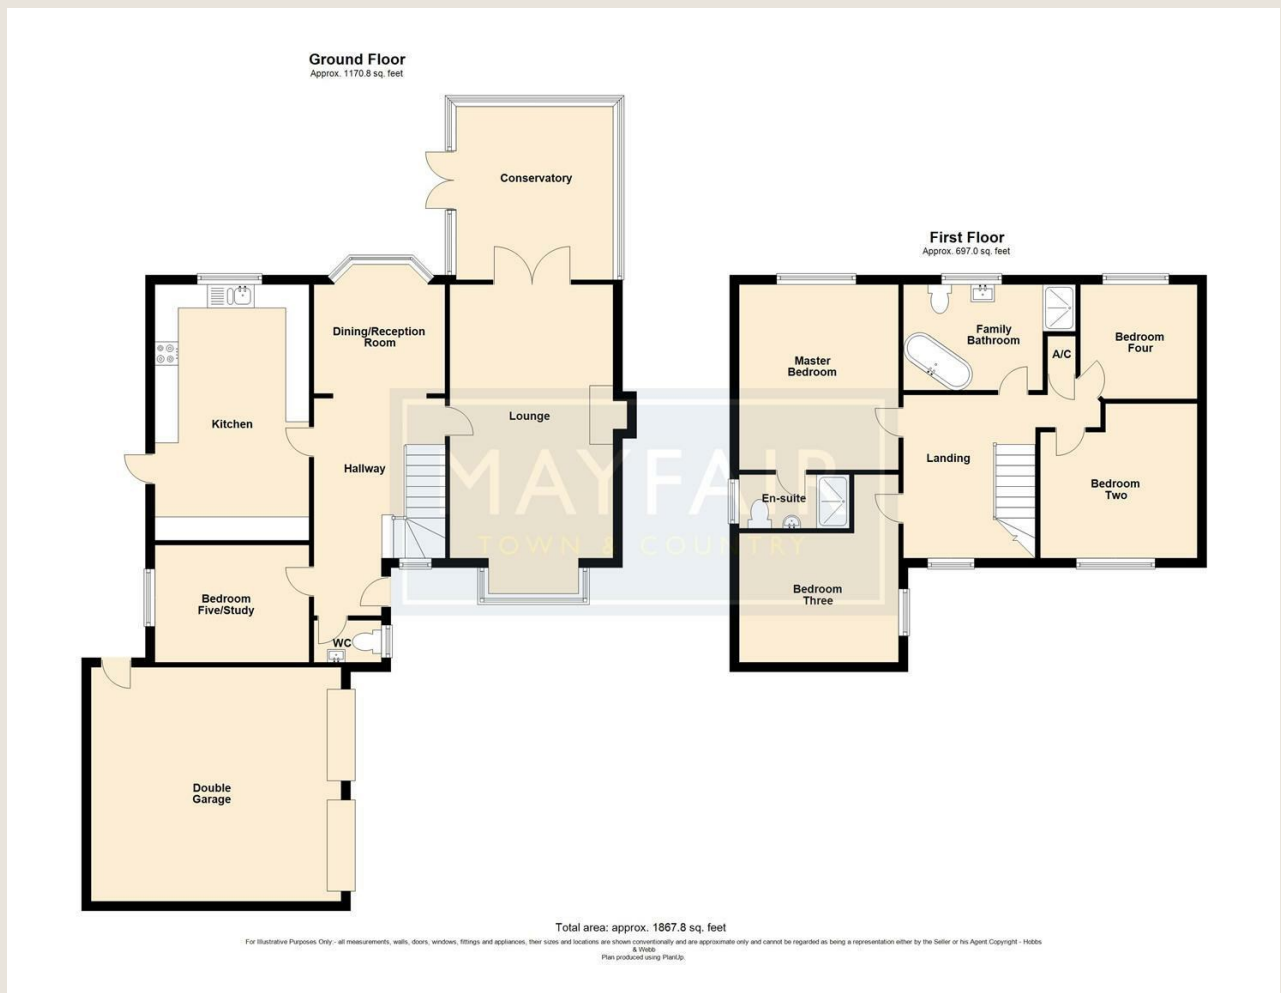 Ground Floor
Approx. 1170.8 sq. feet
Conservatory
Dining/Reception
Room
Kitchen
Lounge
Hallway
Bedroom
Five/Study
WC
Double
Garage
First Floor
Approx. 697.0 sq. feet
Family
Bathroom
A/C
Bedroom
Four
Master
Bedroom
Landing
Bedroom
Two
En-suite
Bedroom
Three
MAYFAIR
TOWN & COUNTRY
Total area: approx. 1867.8 sq. feet
For Illustrative Purposes Only:- all measurements, walls, doors, windows, fittings and appliances, their sizes and locations are shown conventionally and are approximate only and cannot be regarded as being a representation either by the Seller or his Agent Copyright - Hobbs
& Webb
Plan produced using PlanUp.